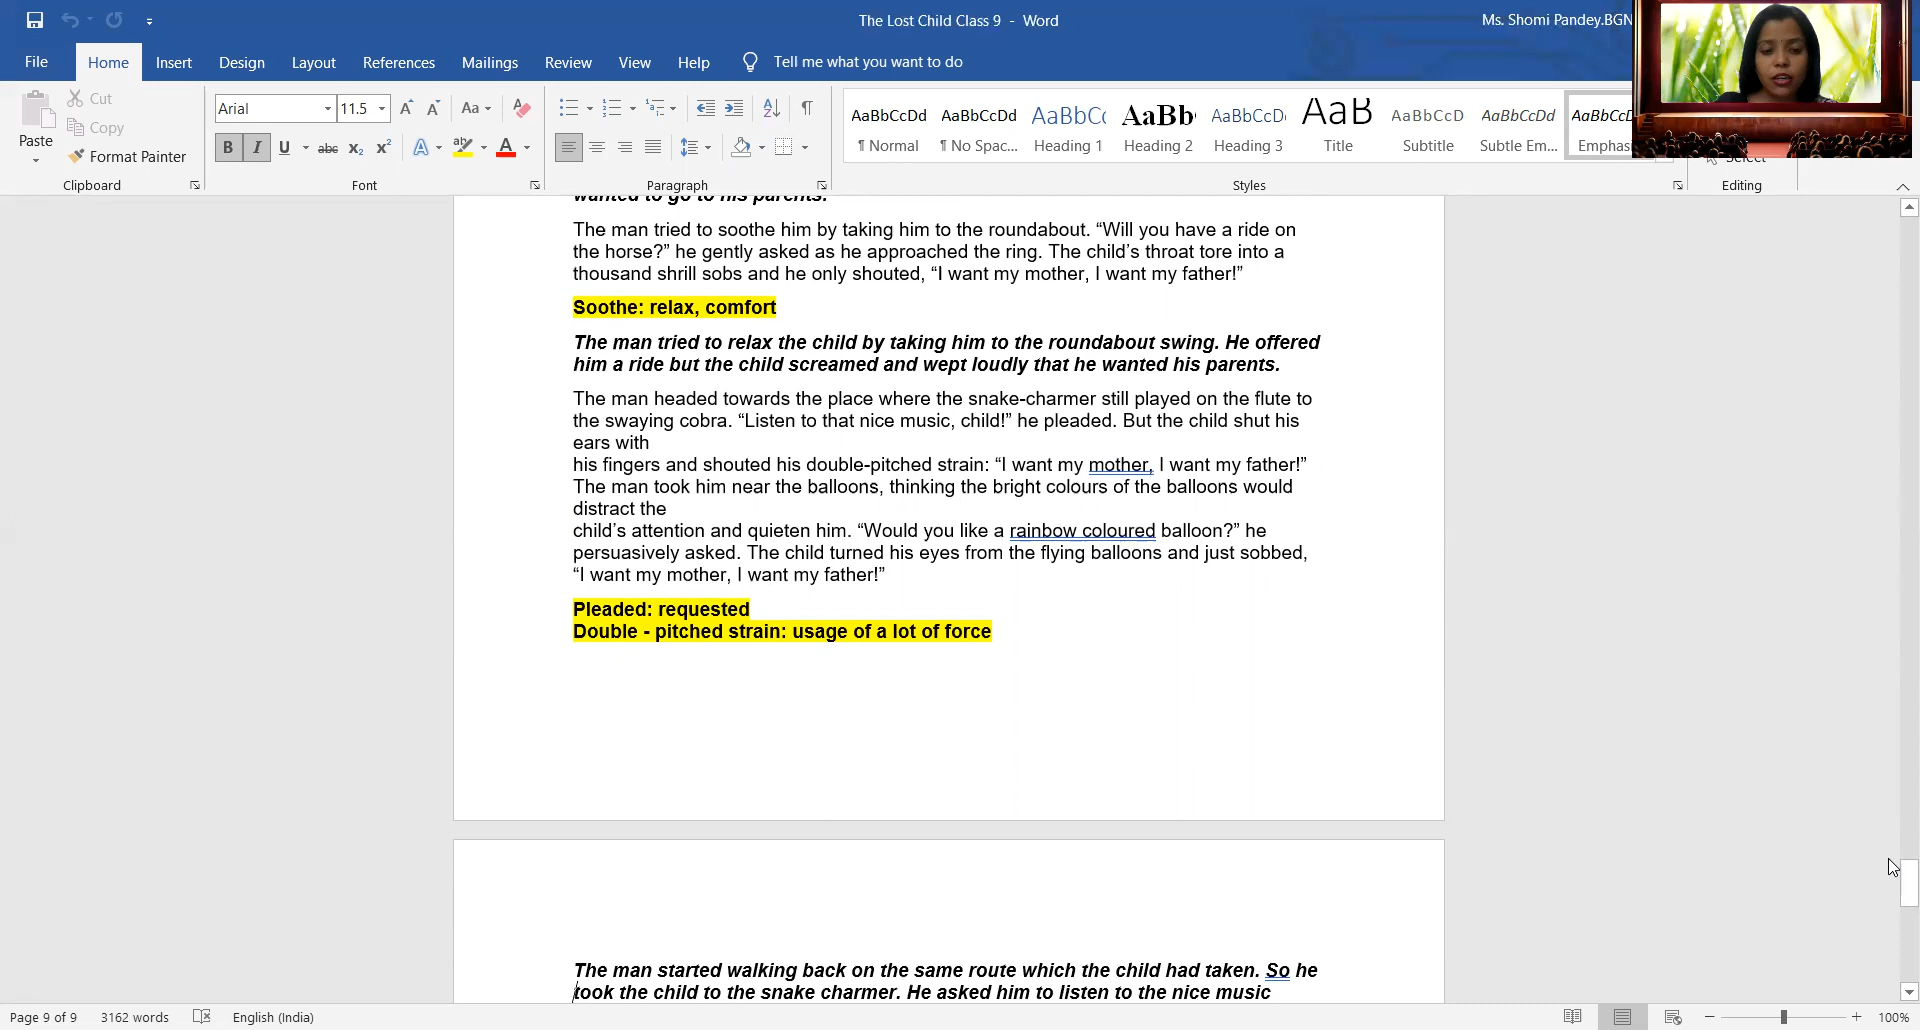 The Lost Child Class 9 - Word
Ms. Shomi Pandey.BGN
File Home Insert Design Layout References Mailings Review View Help Tell me what you want to do
Paste
Cut
Copy
Format Painter
Clipboard
Arial 11.5
Font
Paragraph
AaBbCcDd AaBbCcDd AaBbCc AaBb AaBbCcD AaB AaBbCcD AaBbCcDd AaBbCcD
¶ Normal ¶ No Spac... Heading 1 Heading 2 Heading 3 Title Subtitle Subtle Em... Emphas
Styles
Select
Editing
wanted to go to his parents.
The man tried to soothe him by taking him to the roundabout. “Will you have a ride on
the horse?” he gently asked as he approached the ring. The child’s throat tore into a
thousand shrill sobs and he only shouted, “I want my mother, I want my father!”
Soothe: relax, comfort
The man tried to relax the child by taking him to the roundabout swing. He offered
him a ride but the child screamed and wept loudly that he wanted his parents.
The man headed towards the place where the snake-charmer still played on the flute to
the swaying cobra. “Listen to that nice music, child!” he pleaded. But the child shut his
ears with
his fingers and shouted his double-pitched strain: “I want my mother, I want my father!”
The man took him near the balloons, thinking the bright colours of the balloons would
distract the
child’s attention and quieten him. “Would you like a rainbow coloured balloon?” he
persuasively asked. The child turned his eyes from the flying balloons and just sobbed,
“I want my mother, I want my father!”
Pleaded: requested
Double - pitched strain: usage of a lot of force
The man started walking back on the same route which the child had taken. So he
took the child to the snake charmer. He asked him to listen to the nice music
Page 9 of 9 3162 words English (India) 100%